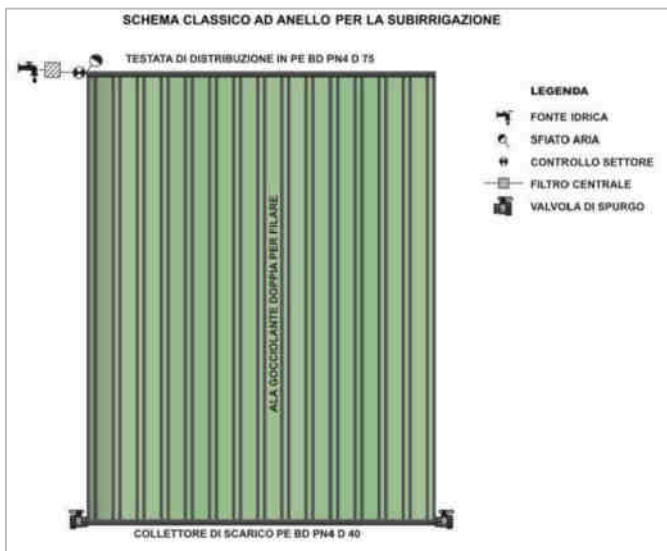 SCHEMA CLASSICO AD ANELLO PER LA SUBIRRIGAZIONE
TESTATA DI DISTRIBUZIONE IN PE BD PN4 D 75
LEGENDA
FONTE IDRICA
SFIATO ARIA
CONTROLLO SETTORE
FILTRO CENTRALE
VALVOLA DI SPURGO
ALA GOCCIOLANTE DOPPIA PER FILARE
COLLETTORE DI SCARICO PE BD PN4 D 40